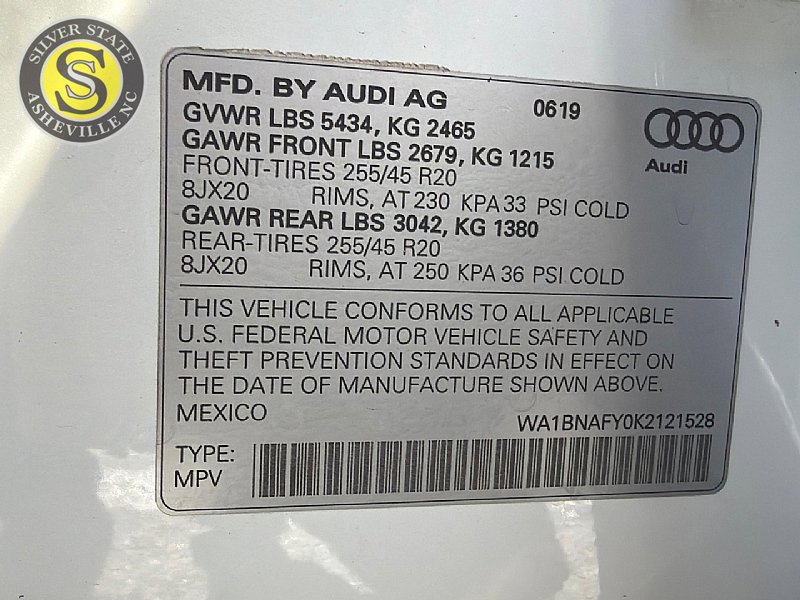 SILVER STATE
S
ASHEVILLE NC
MFD. BY AUDI AG 0619
GVWR LBS 5434, KG 2465
GAWR FRONT LBS 2679, KG 1215
FRONT-TIRES 255/45 R20
8JX20 RIMS, AT 230 KPA 33 PSI COLD
GAWR REAR LBS 3042, KG 1380
REAR-TIRES 255/45 R20
8JX20 RIMS, AT 250 KPA 36 PSI COLD
Audi
THIS VEHICLE CONFORMS TO ALL APPLICABLE
U.S. FEDERAL MOTOR VEHICLE SAFETY AND
THEFT PREVENTION STANDARDS IN EFFECT ON
THE DATE OF MANUFACTURE SHOWN ABOVE.
MEXICO WA1BNAFY0K2121528
TYPE:
MPV